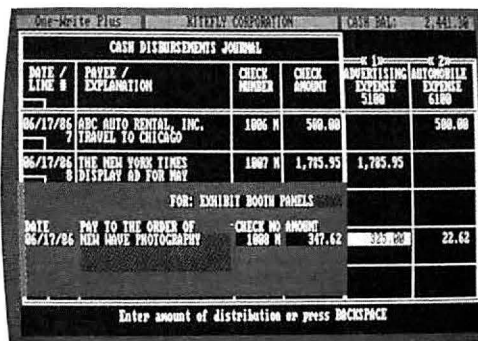 One-Write Plus RITEFLY CORPORATION CASH BAL: 2,441.30
CASH DISBURSEMENTS JOURNAL
« 1» « 2»
DATE / PAYEE / CHECK CHECK ADVERTISING AUTOMOBILE
LINE # EXPLANATION NUMBER AMOUNT EXPENSE EXPENSE
5100 6100
06/17/86 ABC AUTO RENTAL, INC. 1006 M 500.00 500.00
7 TRAVEL TO CHICAGO
06/17/86 THE NEW YORK TIMES 1007 M 1,785.95 1,785.95
8 DISPLAY AD FOR MAY
FOR: EXHIBIT BOOTH PANELS
DATE PAY TO THE ORDER OF CHECK NO AMOUNT
06/17/86 NEW WAVE PHOTOGRAPHY 1008 M 347.62 325.00 22.62
Enter amount of distribution or press BACKSPACE